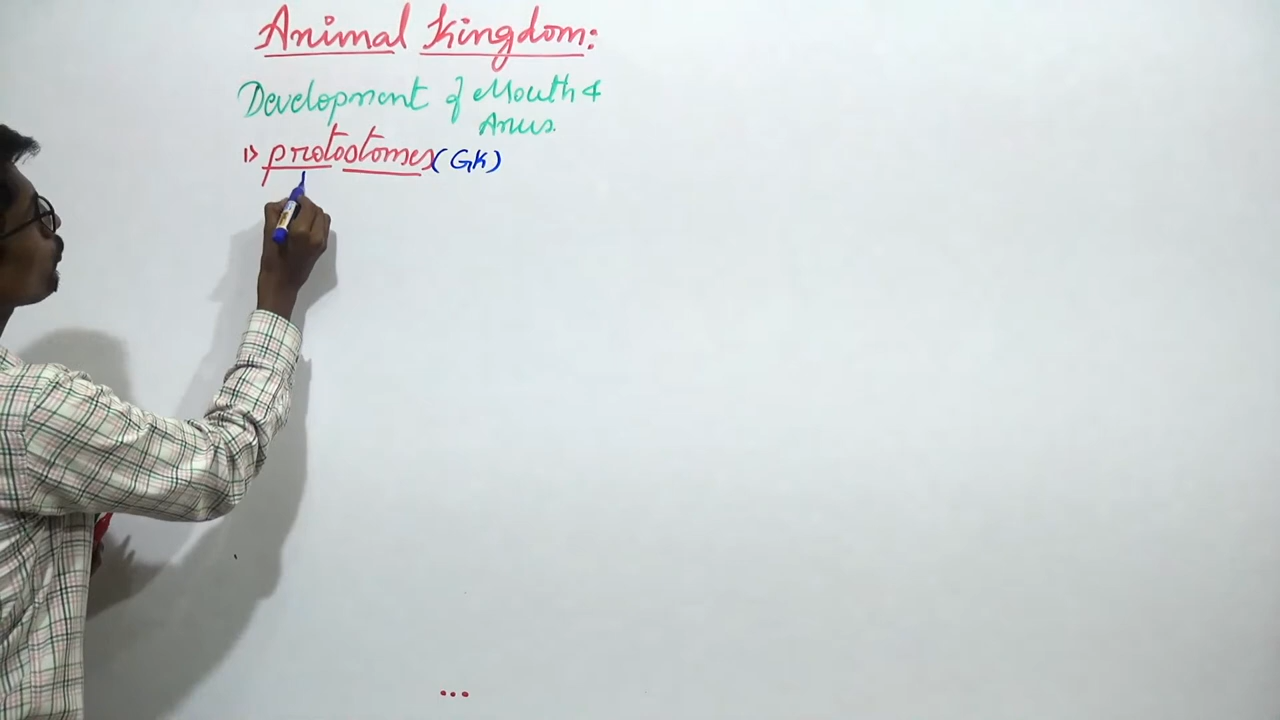 Animal Kingdom:
Development of Mouth &
Anus.
1) protostomes (GK)
...